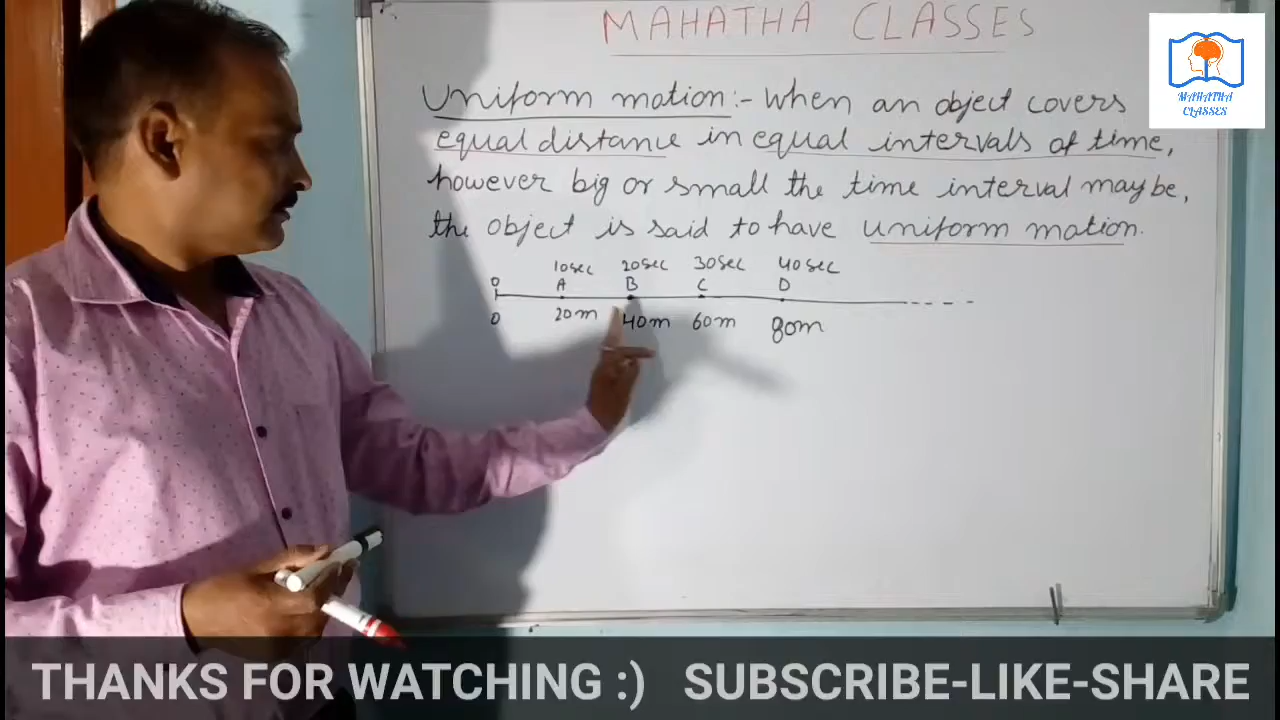 MAHATHA CLASSES
MAHATHA
CLASSES
Uniform motion:- When an object covers
equal distance in equal intervals of time,
however big or small the time interval maybe,
the object is said to have uniform motion.
10sec 20sec 30sec 40sec
0 A B C D
0 20m 40m 60m 80m
THANKS FOR WATCHING :) SUBSCRIBE-LIKE-SHARE